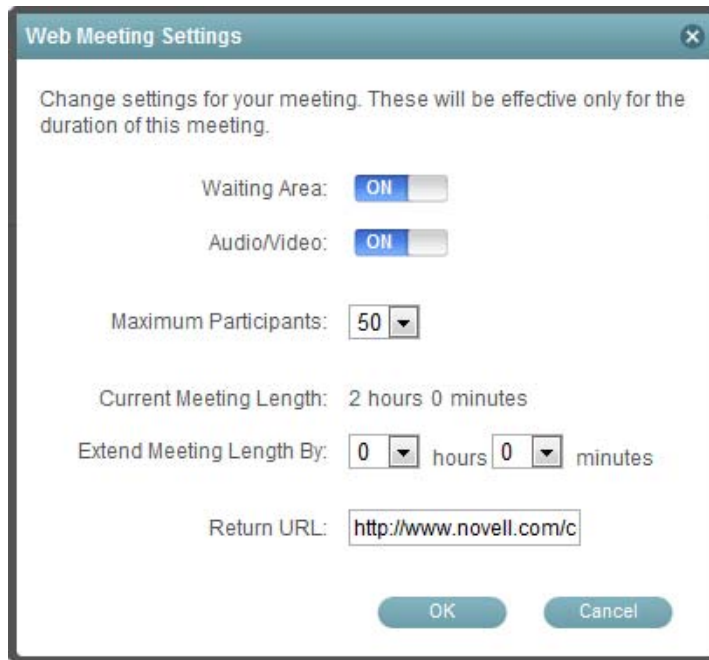 Web Meeting Settings
Change settings for your meeting. These will be effective only for the
duration of this meeting.
Waiting Area: ON
Audio/Video: ON
Maximum Participants: 50
Current Meeting Length: 2 hours 0 minutes
Extend Meeting Length By: 0 hours 0 minutes
Return URL: http://www.novell.com/c
OK Cancel